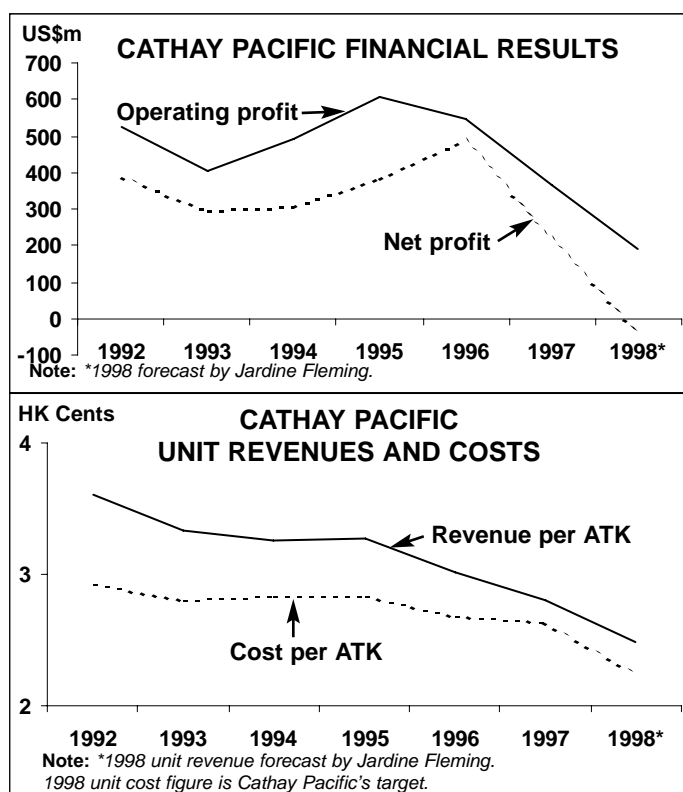 US$m
CATHAY PACIFIC FINANCIAL RESULTS
700
600
Operating profit
500
400
300
Net profit
200
100
0
-100
1992 1993 1994 1995 1996 1997 1998*
Note: *1998 forecast by Jardine Fleming.
HK Cents
CATHAY PACIFIC
UNIT REVENUES AND COSTS
4
Revenue per ATK
3
Cost per ATK
2
1992 1993 1994 1995 1996 1997 1998*
Note: *1998 unit revenue forecast by Jardine Fleming.
1998 unit cost figure is Cathay Pacific's target.